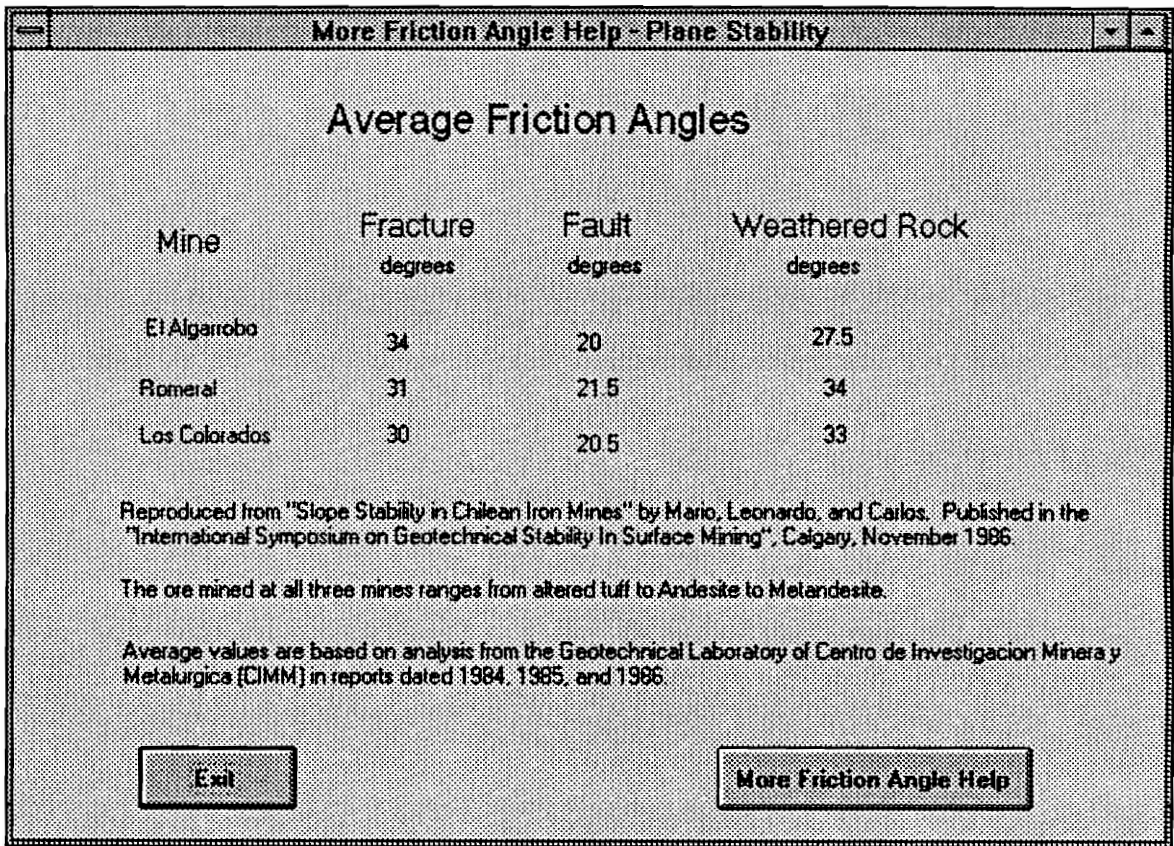 More Friction Angle Help - Plane Stability
Average Friction Angles
Mine Fracture Fault Weathered Rock
degrees degrees degrees
El Algarrobo 34 20 27.5
Romeral 31 21.5 34
Los Colorados 30 20.5 33
Reproduced from "Slope Stability in Chilean Iron Mines" by Mario, Leonardo, and Carlos. Published in the
"International Symposium on Geotechnical Stability In Surface Mining", Calgary, November 1986.
The ore mined at all three mines ranges from altered tuff to Andesite to Metandesite.
Average values are based on analysis from the Geotechnical Laboratory of Centro de Investigacion Minera y
Metalurgica [CIMM] in reports dated 1984, 1985, and 1986.
Exit More Friction Angle Help